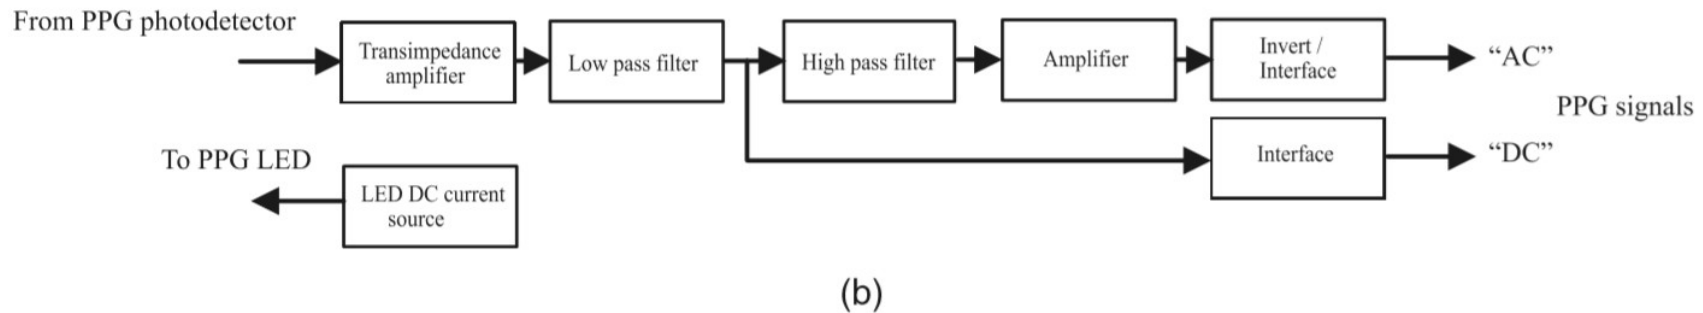 From PPG photodetector
Transimpedance
amplifier
Low pass filter
High pass filter
Amplifier
Invert /
Interface
“AC”
PPG signals
To PPG LED
LED DC current
source
Interface
“DC”
(b)